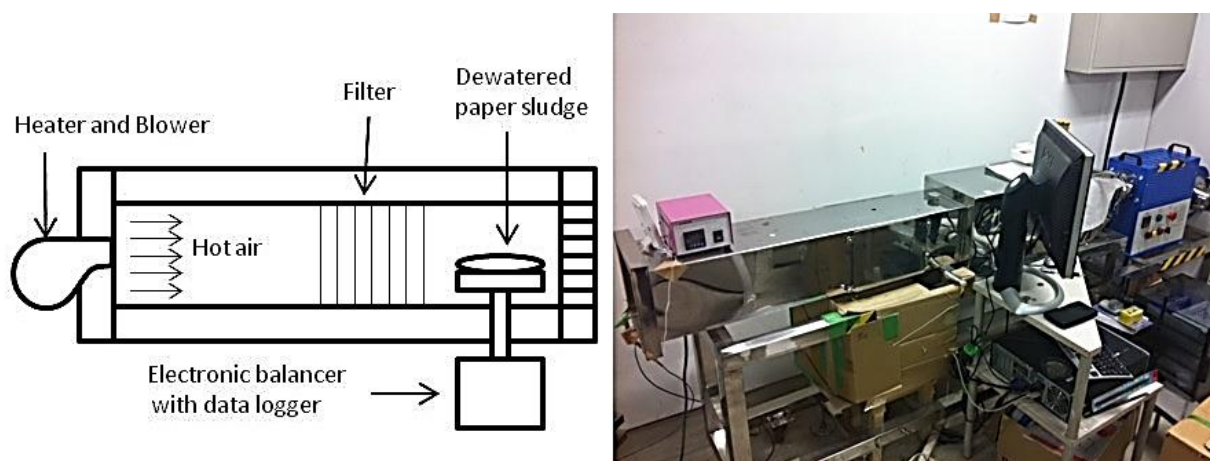 Heater and Blower
Filter
Dewatered
paper sludge
Hot air
Electronic balancer
with data logger